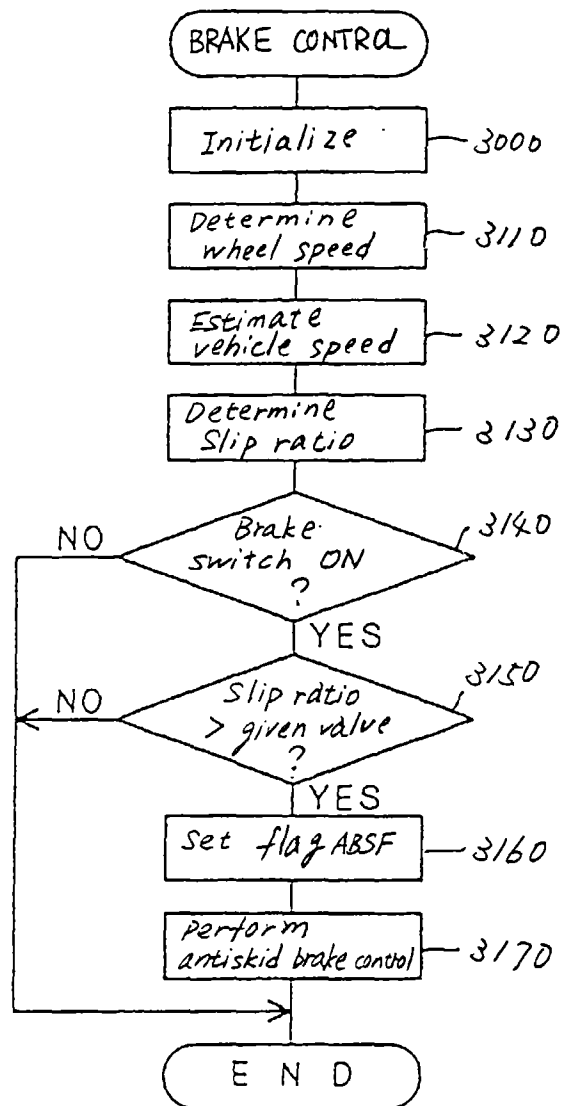 BRAKE CONTROL
Initialize
3000
Determine
wheel speed
3110
Estimate
vehicle speed
3120
Determine
Slip ratio
3130
Brake
switch ON
?
3140
NO
YES
Slip ratio
> given value
?
3150
NO
YES
Set flag ABSF
3160
Perform
antiskid brake control
3170
END